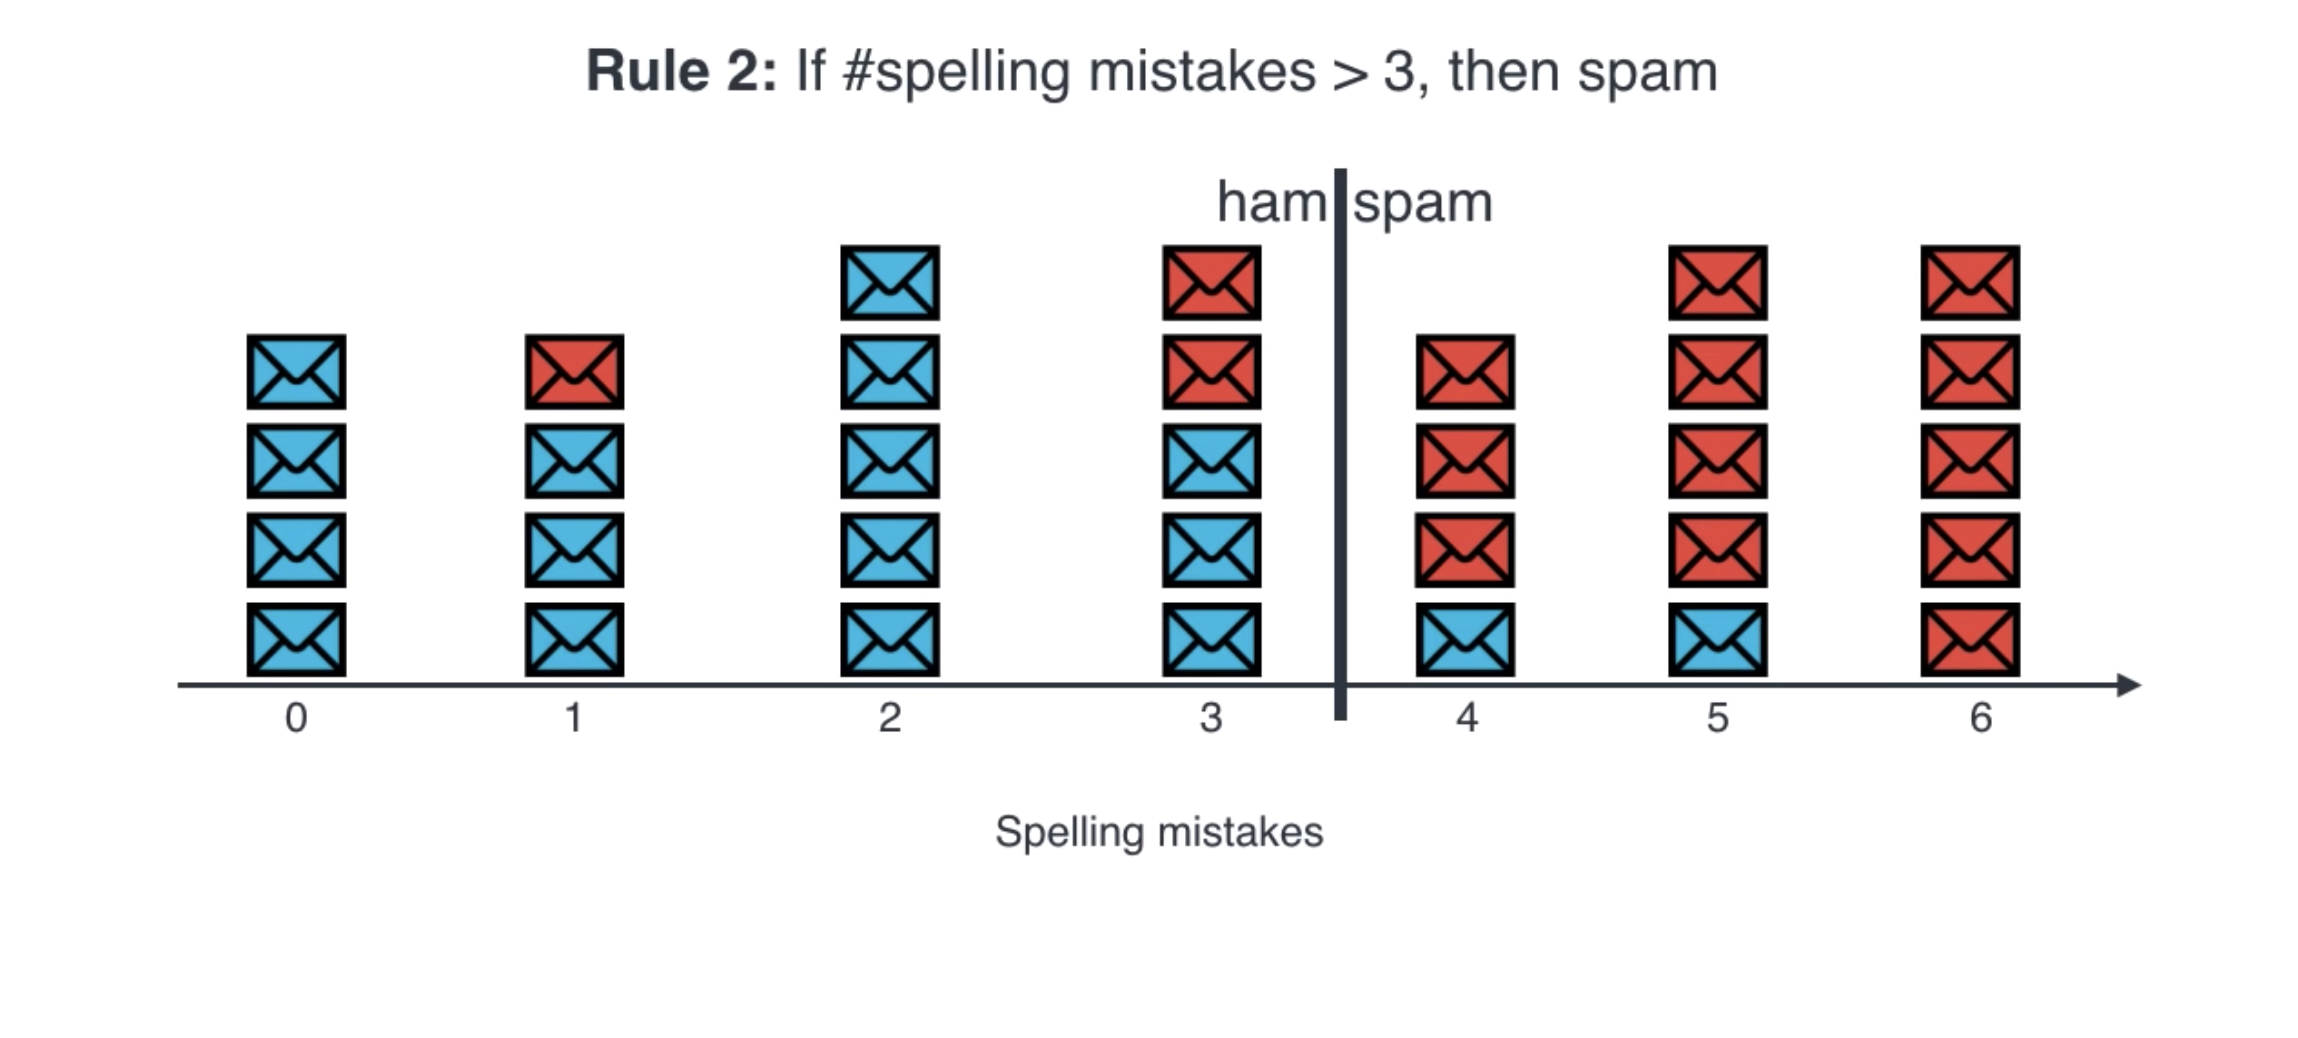 Rule 2: If #spelling mistakes > 3, then spam
ham spam
0 1 2 3 4 5 6
Spelling mistakes